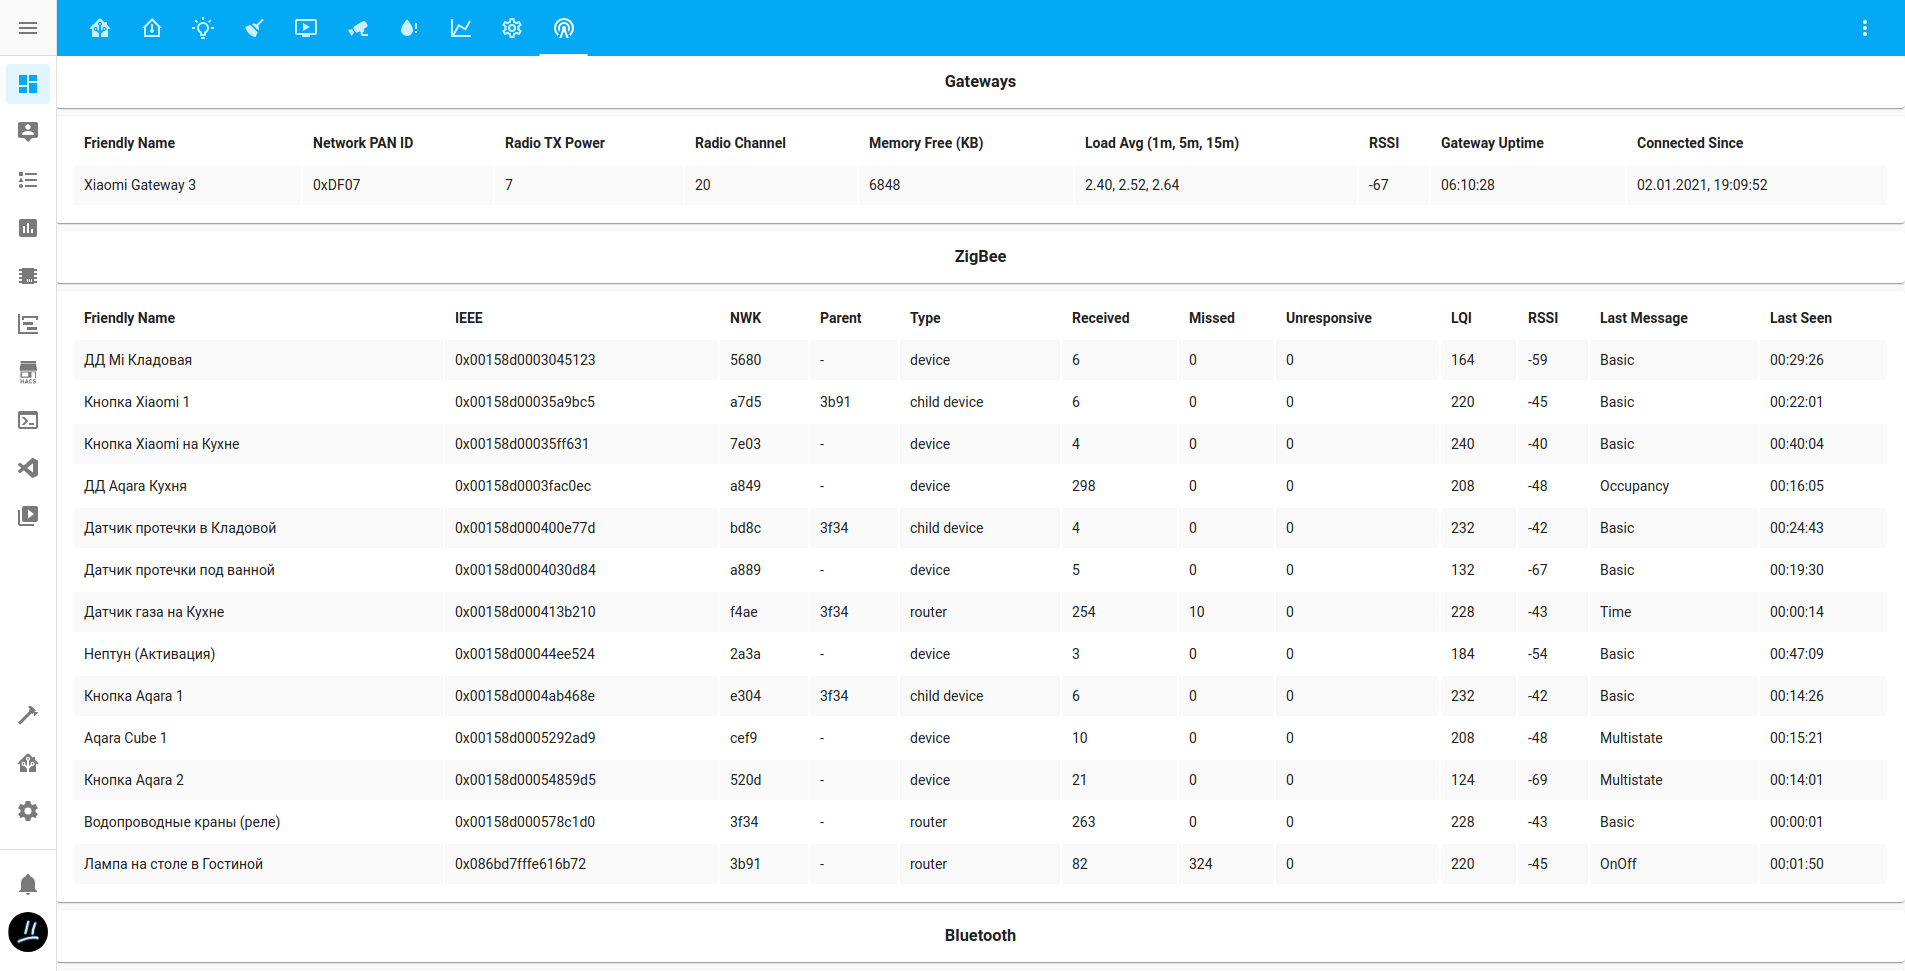 Gateways
Friendly Name Network PAN ID Radio TX Power Radio Channel Memory Free (KB) Load Avg (1m, 5m, 15m) RSSI Gateway Uptime Connected Since
Xiaomi Gateway 3 0xDF07 7 20 6848 2.40, 2.52, 2.64 -67 06:10:28 02.01.2021, 19:09:52
ZigBee
Friendly Name IEEE NWK Parent Type Received Missed Unresponsive LQI RSSI Last Message Last Seen
ДД Mi Кладовая 0x00158d0003045123 5680 - device 6 0 0 164 -59 Basic 00:29:26
Кнопка Xiaomi 1 0x00158d00035a9bc5 a7d5 3b91 child device 6 0 0 220 -45 Basic 00:22:01
Кнопка Xiaomi на Кухне 0x00158d00035ff631 7e03 - device 4 0 0 240 -40 Basic 00:40:04
ДД Aqara Кухня 0x00158d0003fac0ec a849 - device 298 0 0 208 -48 Occupancy 00:16:05
Датчик протечки в Кладовой 0x00158d000400e77d bd8c 3f34 child device 4 0 0 232 -42 Basic 00:24:43
Датчик протечки под ванной 0x00158d0004030d84 a889 - device 5 0 0 132 -67 Basic 00:19:30
Датчик газа на Кухне 0x00158d000413b210 f4ae 3f34 router 254 10 0 228 -43 Time 00:00:14
Нептун (Активация) 0x00158d00044ee524 2a3a - device 3 0 0 184 -54 Basic 00:47:09
Кнопка Aqara 1 0x00158d0004ab468e e304 3f34 child device 6 0 0 232 -42 Basic 00:14:26
Aqara Cube 1 0x00158d0005292ad9 cef9 - device 10 0 0 208 -48 Multistate 00:15:21
Кнопка Aqara 2 0x00158d00054859d5 520d - device 21 0 0 124 -69 Multistate 00:14:01
Водопроводные краны (реле) 0x00158d000578c1d0 3f34 - router 263 0 0 228 -43 Basic 00:00:01
Лампа на столе в Гостиной 0x086bd7fffe616b72 3b91 - router 82 324 0 220 -45 OnOff 00:01:50
Bluetooth
HACS